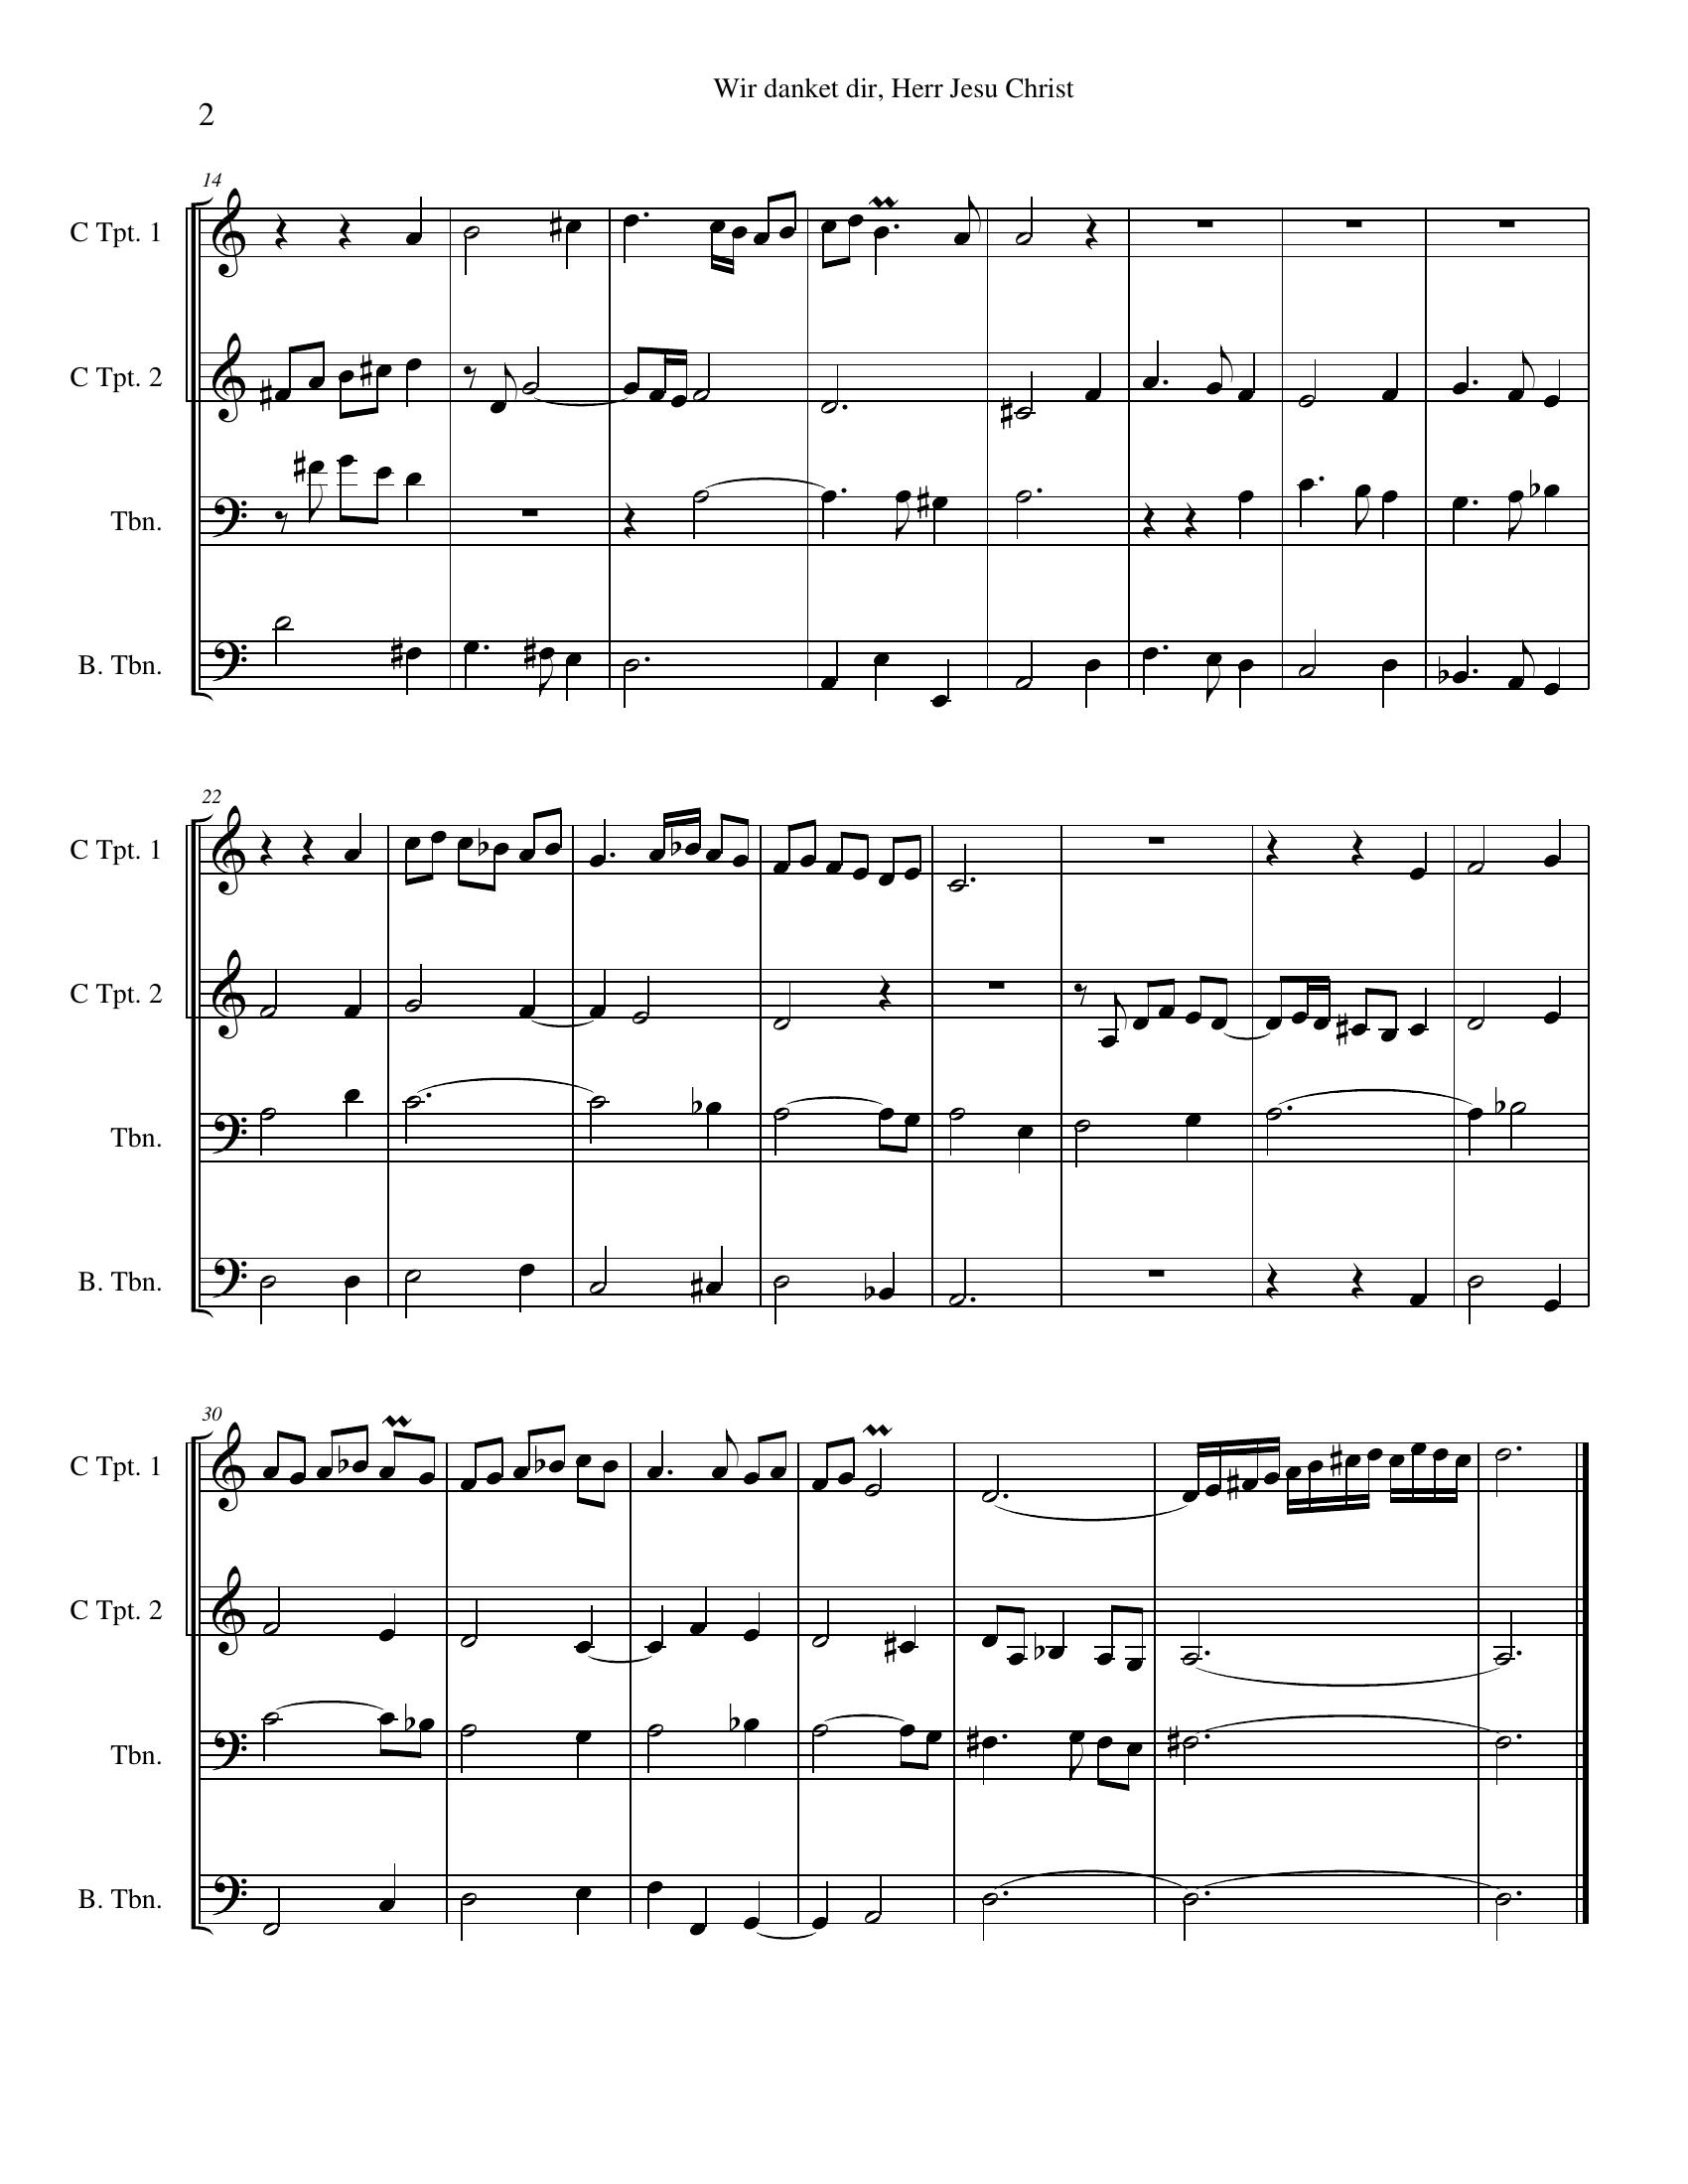 Wir danket dir, Herr Jesu Christ
2
14
C Tpt. 1
C Tpt. 2
Tbn.
B. Tbn.
22
C Tpt. 1
C Tpt. 2
Tbn.
B. Tbn.
30
C Tpt. 1
C Tpt. 2
Tbn.
B. Tbn.